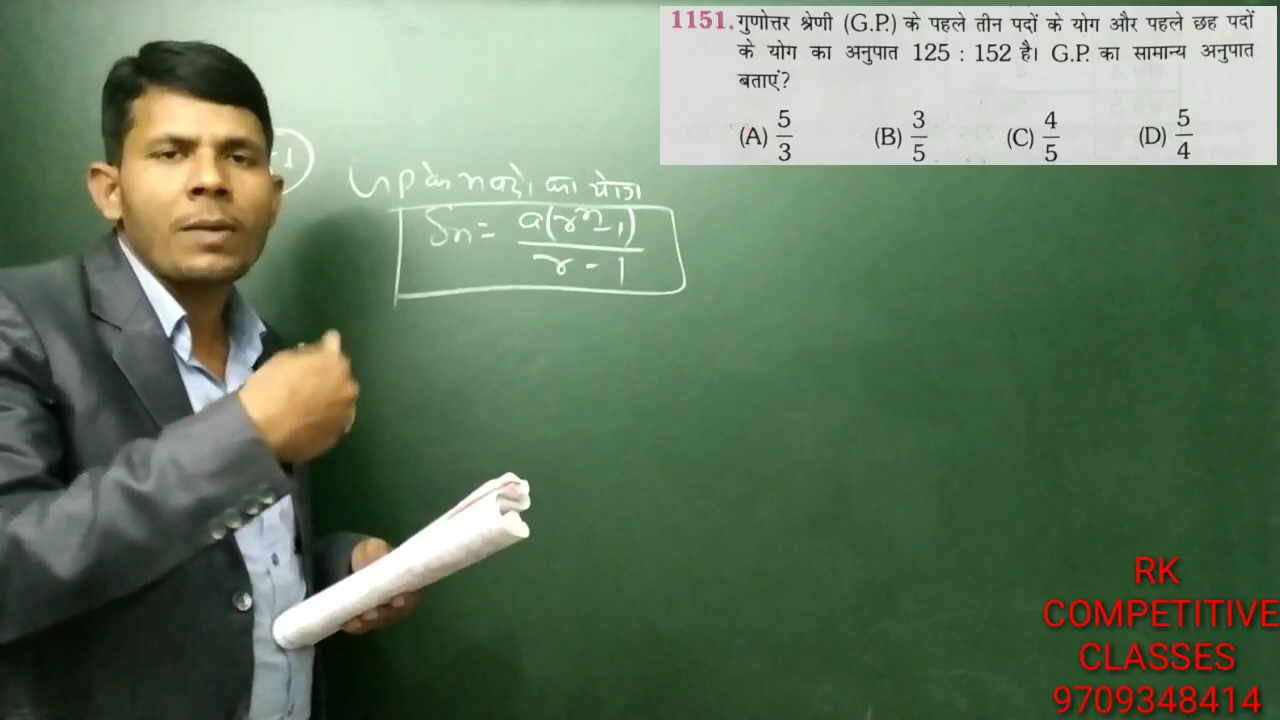 1151. गुणोत्तर श्रेणी (G.P.) के पहले तीन पदों के योग और पहले छह पदों
के योग का अनुपात 125 : 152 है। G.P. का सामान्य अनुपात
बताएं?
(A) 5/3 (B) 3/5 (C) 4/5 (D) 5/4
GP के n पदो का योग
Sn = a(r^n-1)
r - 1
RK
COMPETITIVE
CLASSES
9709348414